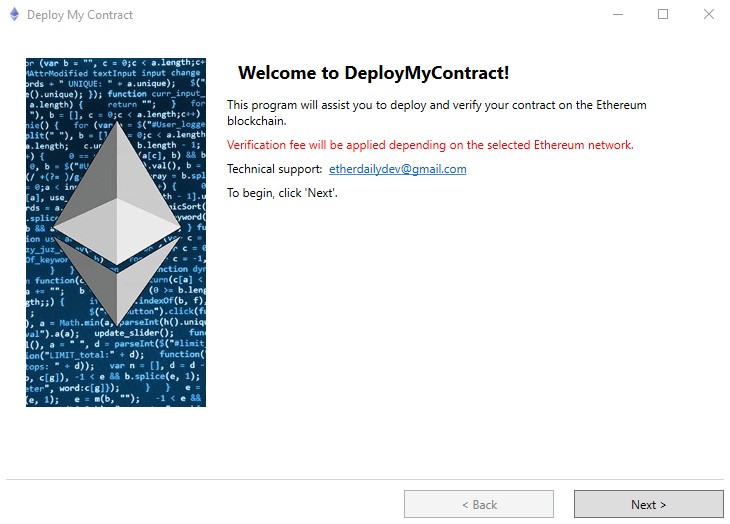 Deploy My Contract
Welcome to DeployMyContract!
This program will assist you to deploy and verify your contract on the Ethereum
blockchain.
Verification fee will be applied depending on the selected Ethereum network.
Technical support: etherdailydev@gmail.com
To begin, click 'Next'.
< Back
Next >